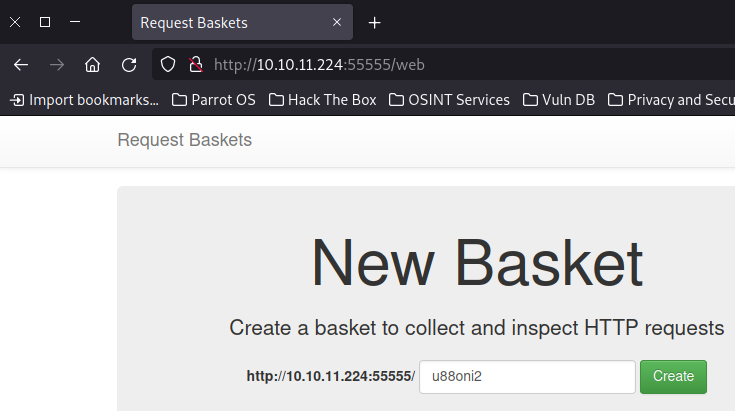 Request Baskets
http://10.10.11.224:55555/web
Import bookmarks... Parrot OS Hack The Box OSINT Services Vuln DB Privacy and Secu
Request Baskets
New Basket
Create a basket to collect and inspect HTTP requests
http://10.10.11.224:55555/ u88oni2 Create